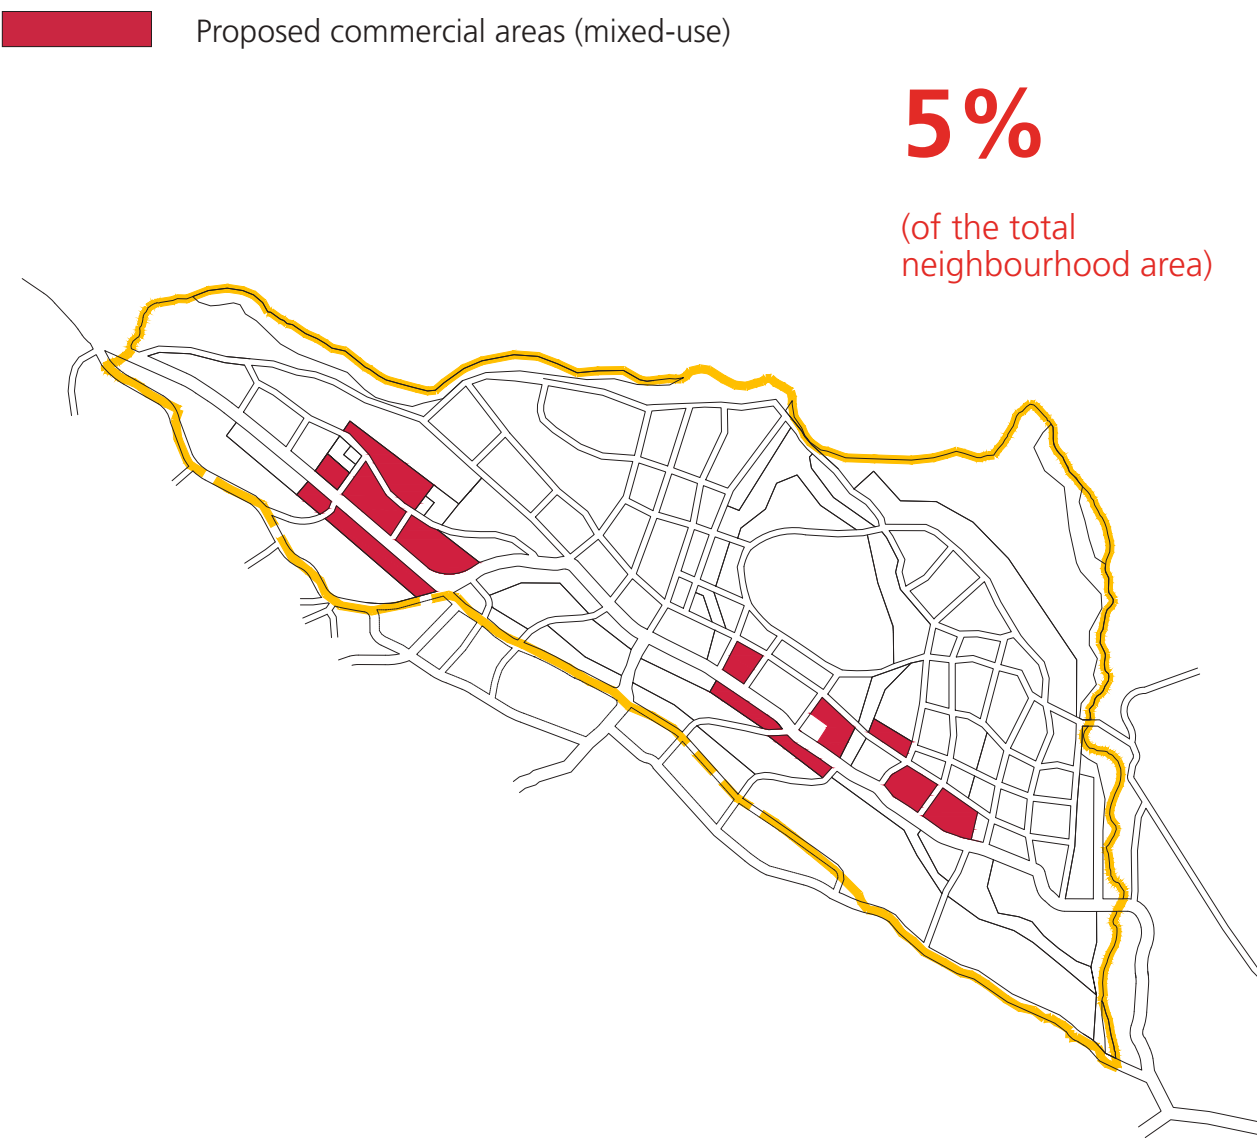 Proposed commercial areas (mixed-use)
5%
(of the total
neighbourhood area)